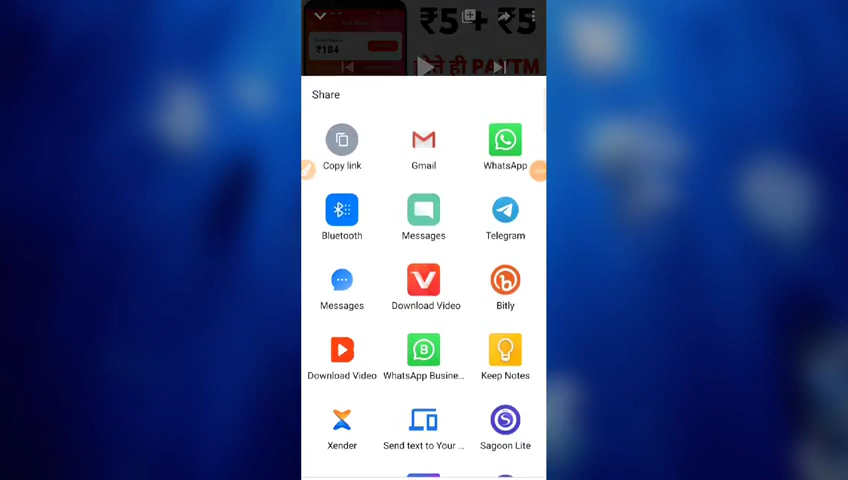 ₹5 + ₹5
₹184
होते ही PAYTM
Share
Copy link
Gmail
WhatsApp
Bluetooth
Messages
Telegram
Messages
Download Video
Bitly
Download Video
WhatsApp Busine...
Keep Notes
Xender
Send text to Your ...
Sagoon Lite